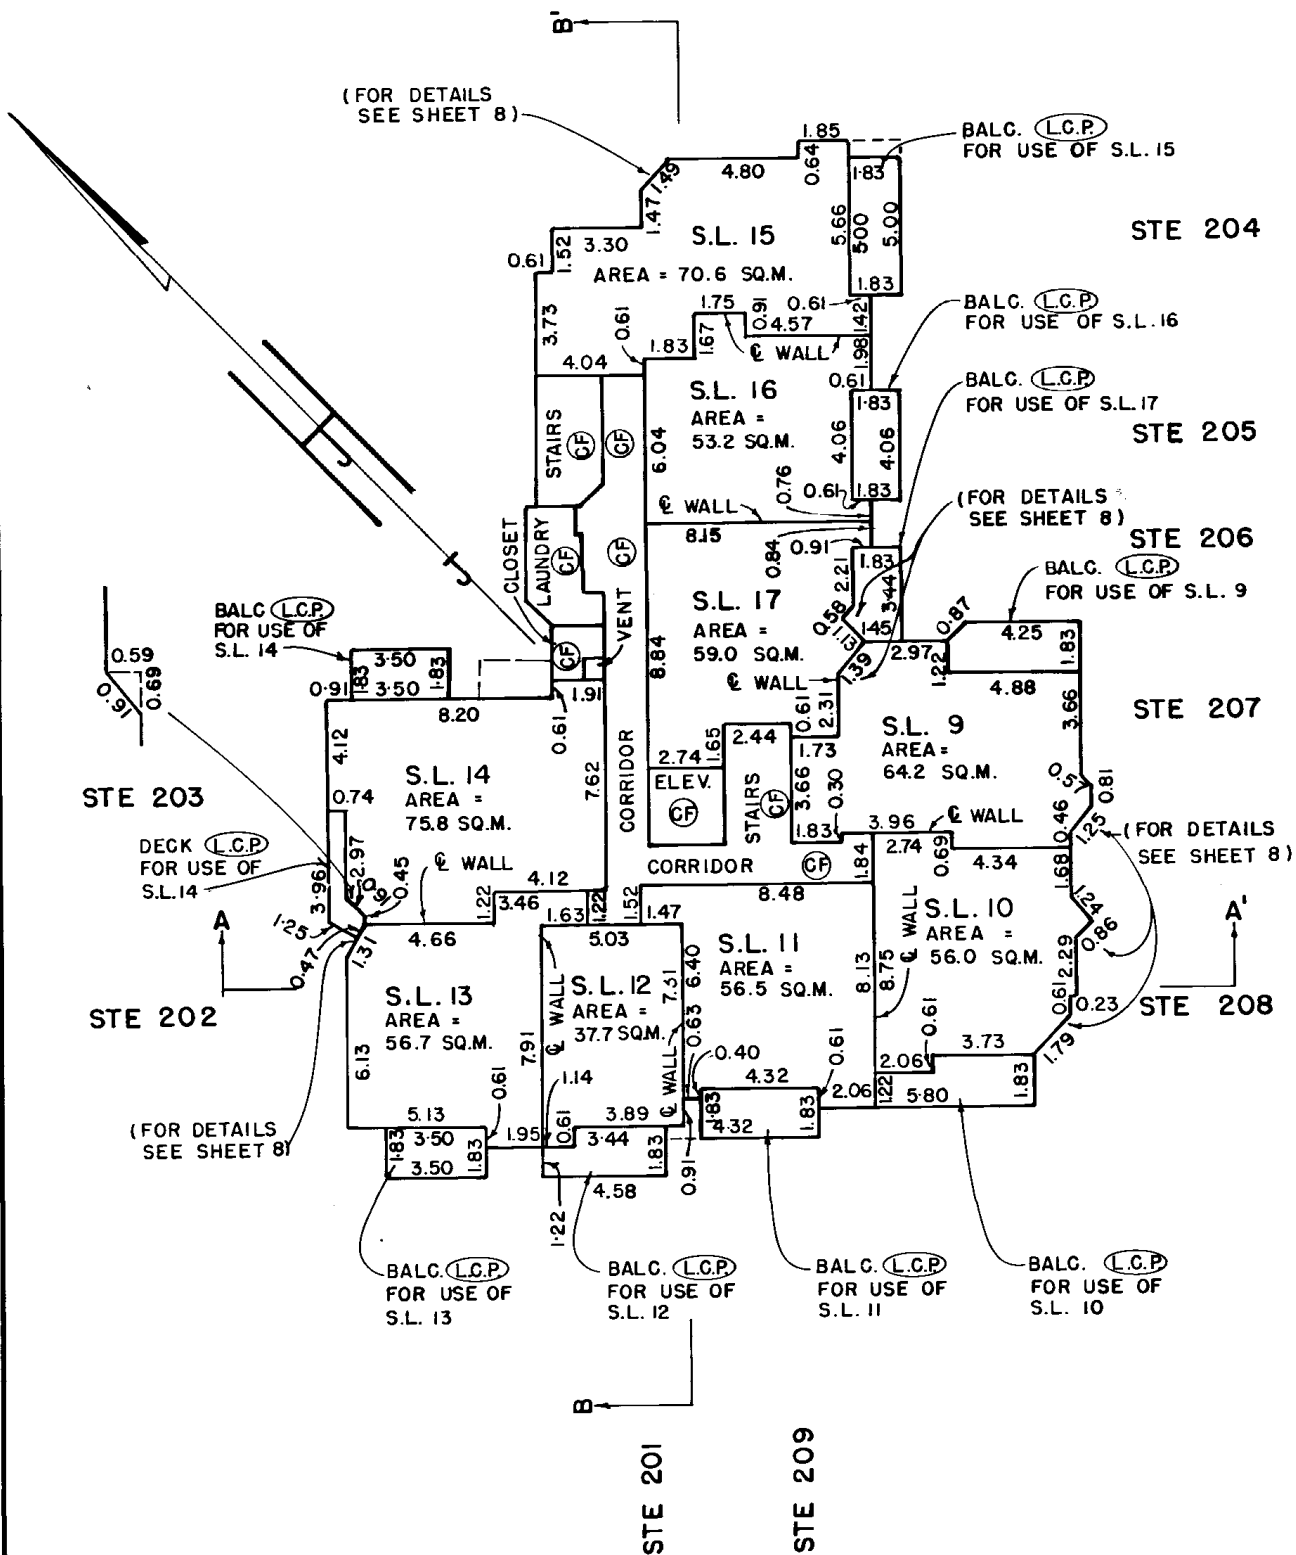 B'
(FOR DETAILS
SEE SHEET 8)
1.85
BALC. L.C.P.
FOR USE OF S.L. 15
0.64
1.83
4.80
1.49
1.47
5.66
5.00
5.00
S.L. 15
STE 204
3.30
1.52
0.61
AREA = 70.6 SQ.M.
1.83
1.75
0.91
0.61
1.42
BALC. L.C.P.
FOR USE OF S.L. 16
3.73
0.61
1.83
1.67
4.57
℄ WALL
1.98
4.04
0.61
BALC. L.C.P.
FOR USE OF S.L. 17
S.L. 16
AREA =
53.2 SQ.M.
1.83
4.06
4.06
STE 205
STAIRS
CF
CF
6.04
0.76
0.61
1.83
(FOR DETAILS
SEE SHEET 8)
℄ WALL
8.15
0.84
0.91
STE 206
CLOSET
LAUNDRY
CF
CF
1.83
2.21
3.44
BALC. L.C.P.
FOR USE OF S.L. 9
S.L. 17
AREA =
59.0 SQ.M.
0.58
1.13
1.45
0.87
4.25
1.83
VENT
BALC L.C.P.
FOR USE OF
S.L. 14
0.59
0.69
0.91
3.50
1.83
1.83
0.91
3.50
8.20
CF
1.91
0.61
8.84
℄ WALL
1.39
2.97
1.22
4.88
3.66
0.61
2.31
STE 207
4.12
S.L. 14
AREA =
75.8 SQ.M.
7.62
CORRIDOR
2.74
1.65
2.44
1.73
S.L. 9
AREA =
64.2 SQ.M.
STE 203
0.74
ELEV.
CF
STAIRS
CF
3.66
0.30
0.57
0.81
0.46
1.25
DECK L.C.P.
FOR USE OF
S.L. 14
2.97
0.91
0.45
℄ WALL
1.83
3.96
℄ WALL
2.74
0.69
4.34
(FOR DETAILS
SEE SHEET 8)
CORRIDOR
CF
1.84
1.68
3.96
1.25
4.12
3.46
1.22
1.63
1.22
1.52
1.47
8.48
1.24
0.86
A
A'
0.47
1.31
4.66
5.03
S.L. 10
AREA =
56.0 SQ.M.
S.L. 11
AREA =
56.5 SQ.M.
℄ WALL
8.13
8.75
2.29
S.L. 13
AREA =
56.7 SQ.M.
S.L. 12
AREA =
37.7 SQ.M.
℄ WALL
7.31
6.40
0.61
0.23
STE 202
STE 208
6.13
7.91
1.14
℄ WALL
0.63
0.40
0.61
0.61
3.73
1.79
0.61
4.32
2.06
2.06
1.22
5.80
1.83
(FOR DETAILS
SEE SHEET 8)
5.13
1.83
3.50
1.83
3.50
1.95
0.61
3.89
3.44
1.83
4.58
1.22
0.91
1.83
4.32
1.83
BALC. L.C.P.
FOR USE OF
S.L. 13
BALC. L.C.P.
FOR USE OF
S.L. 12
BALC. L.C.P.
FOR USE OF
S.L. 11
BALC. L.C.P.
FOR USE OF
S.L. 10
B
STE 201
STE 209